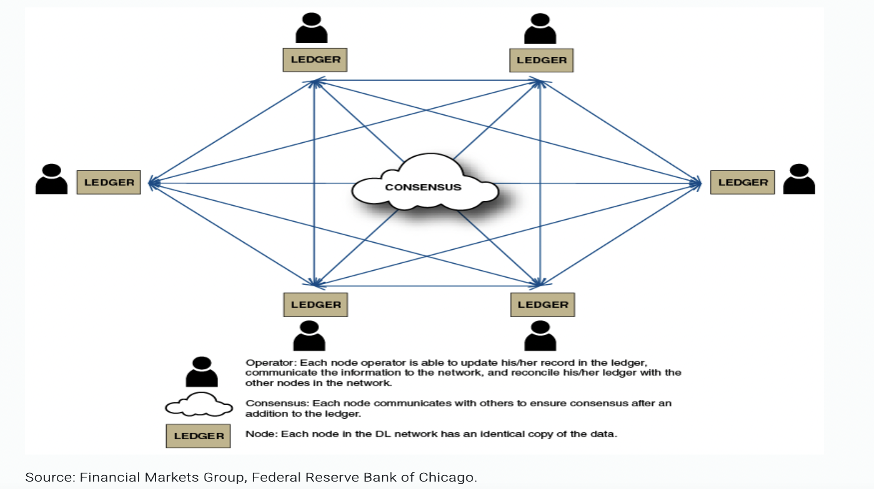 LEDGER
LEDGER
LEDGER
CONSENSUS
LEDGER
LEDGER
LEDGER
Operator: Each node operator is able to update his/her record in the ledger,
communicate the information to the network, and reconcile his/her ledger with the
other nodes in the network.
Consensus: Each node communicates with others to ensure consensus after an
addition to the ledger.
LEDGER
Node: Each node in the DL network has an identical copy of the data.
Source: Financial Markets Group, Federal Reserve Bank of Chicago.